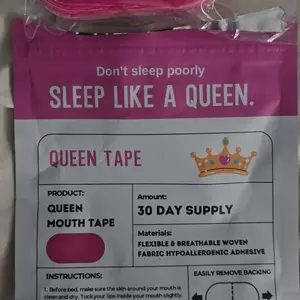 Don't sleep poorly
SLEEP LIKE A QUEEN.
QUEEN TAPE
PRODUCT:
QUEEN
MOUTH TAPE
Amount:
30 DAY SUPPLY
Materials:
FLEXIBLE & BREATHABLE WOVEN
FABRIC HYPOALLERGENIC ADHESIVE
INSTRUCTIONS:
1. Before bed, make sure the skin around your mouth is
clean and dry. Tuck your lips inside your mouth slightly.
EASILY REMOVE BACKING